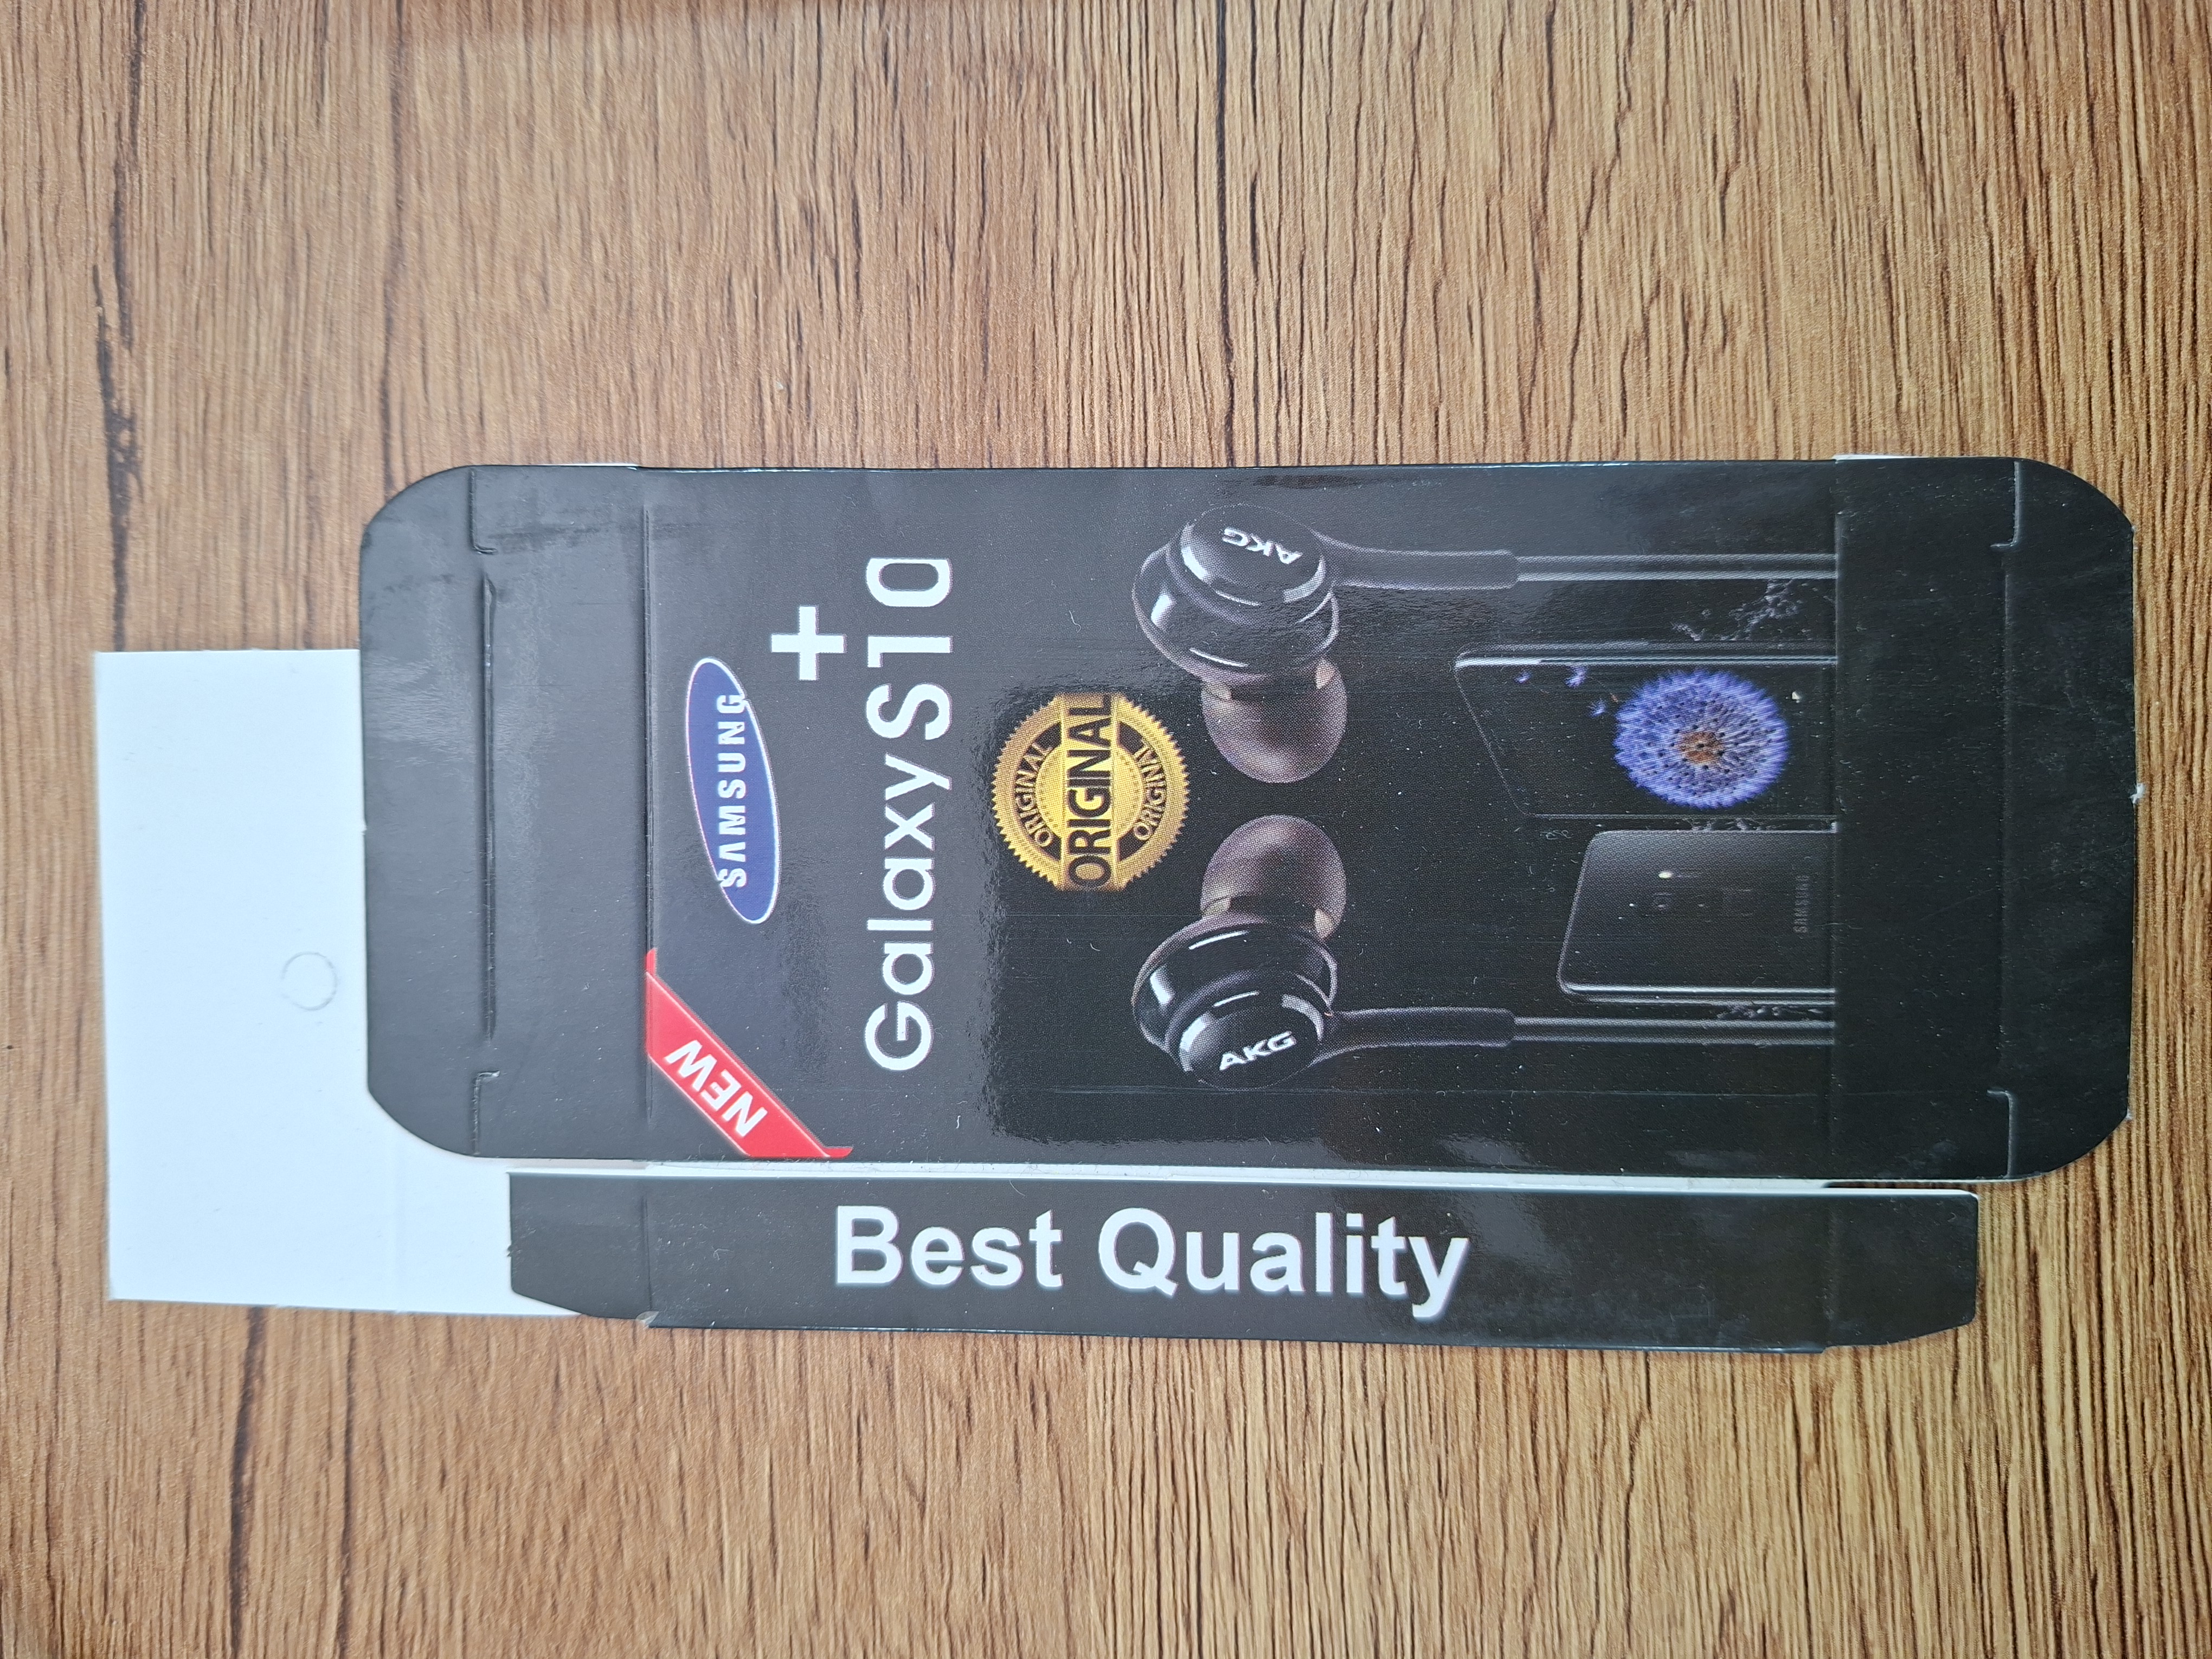 NEW
SAMSUNG
+
Galaxy S10
ORIGINAL
ORIGINAL
ORIGINAL
AKG
AKG
SAMSUNG
Best Quality